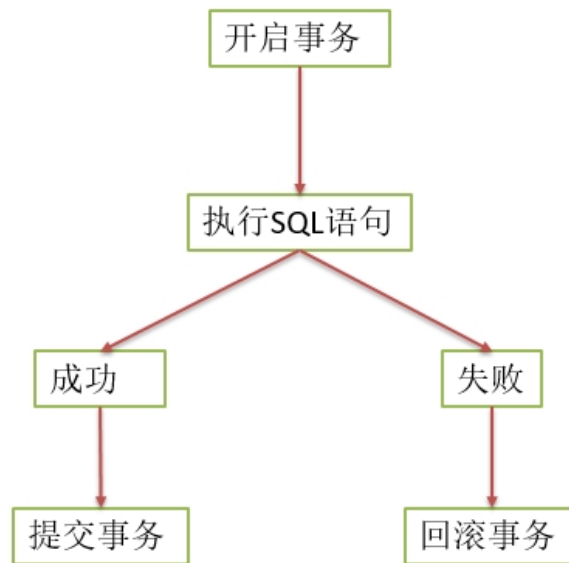 开启事务
执行SQL语句
成功
失败
提交事务
回滚事务